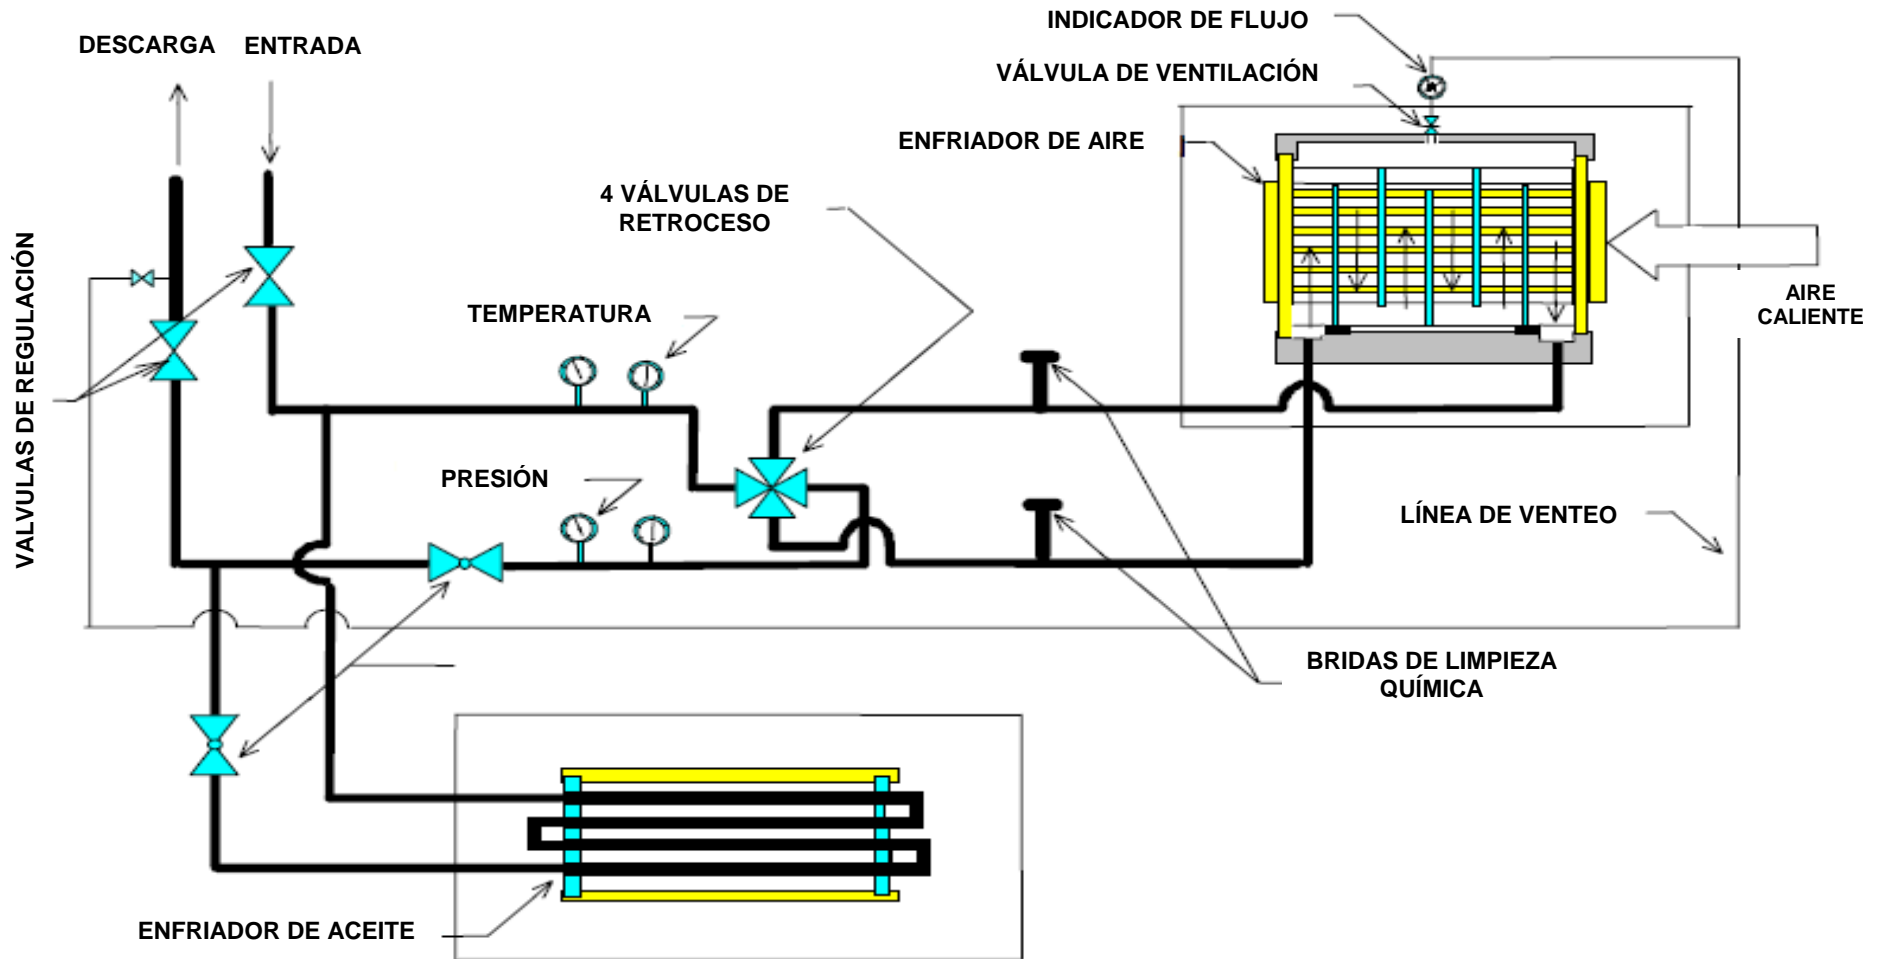 INDICADOR DE FLUJO
DESCARGA
ENTRADA
VÁLVULA DE VENTILACIÓN
ENFRIADOR DE AIRE
4 VÁLVULAS DE
RETROCESO
VALVULAS DE REGULACIÓN
TEMPERATURA
AIRE
CALIENTE
PRESIÓN
LÍNEA DE VENTEO
BRIDAS DE LIMPIEZA
QUÍMICA
ENFRIADOR DE ACEITE